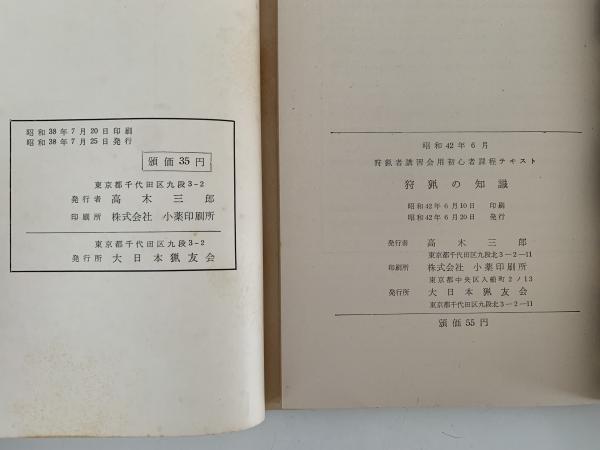 昭和38年7月20日印刷
昭和38年7月25日発行
頒価 35円
東京都千代田区九段3-2
発行者 高木三郎
印刷所 株式会社 小薬印刷所
東京都千代田区九段3-2
発行所 大日本猟友会
昭和42年6月
狩猟者講習会用初心者課程テキスト
狩猟の知識
昭和42年6月10日 印刷
昭和42年6月20日 発行
発行者 高木三郎
東京都千代田区九段北3-2-11
印刷所 株式会社 小薬印刷所
東京都中央区入船町2ノ13
発行所 大日本猟友会
東京都千代田区九段北3-2-11
頒価55円